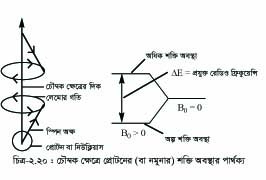 অধিক শক্তি অবস্থা
ΔE = প্রযুক্ত রেডিও ফ্রিকুয়েন্সি
চৌম্বক ক্ষেত্রের দিক
লেমোর গতি
B₀ = 0
স্পিন অক্ষ
B₀ > 0
প্রোটন বা নিউক্লিয়াস
অল্প শক্তি অবস্থা
চিত্র-২.২০ : চৌম্বক ক্ষেত্রে প্রোটনের (বা নমুনার) শক্তি অবস্থার পার্থক্য